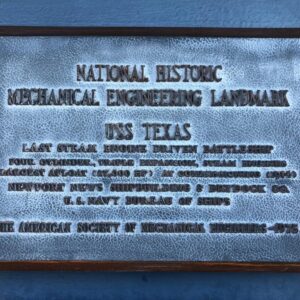 NATIONAL HISTORIC
MECHANICAL ENGINEERING LANDMARK
USS TEXAS
LAST STEAM ENGINE DRIVEN BATTLESHIP
FOUR CYLINDER, TRIPLE EXPANSION, STEAM ENGINES
LARGEST AFLOAT AT COMMISSIONING
NEWPORT NEWS SHIPBUILDING & DRYDOCK CO.
U.S. NAVY BUREAU OF SHIPS
THE AMERICAN SOCIETY OF MECHANICAL ENGINEERS-1975